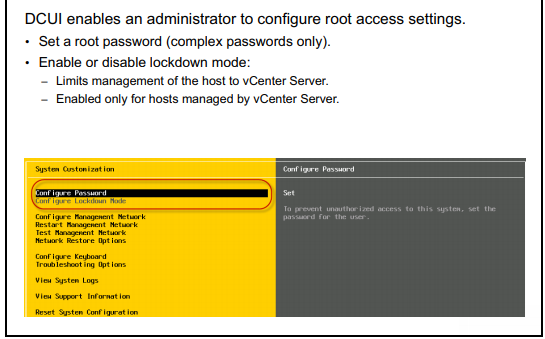 DCUI enables an administrator to configure root access settings.
• Set a root password (complex passwords only).
• Enable or disable lockdown mode:
– Limits management of the host to vCenter Server.
– Enabled only for hosts managed by vCenter Server.
System Customization
Configure Password
Configure Lockdown Mode
Configure Management Network
Restart Management Network
Test Management Network
Network Restore Options
Configure Keyboard
Troubleshooting Options
View System Logs
View Support Information
Reset System Configuration
Configure Password
Set
To prevent unauthorized access to this system, set the
password for the user.